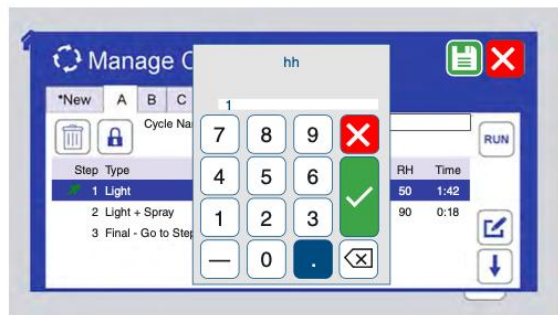 Manage C
hh
*New A B C
1
Cycle Na
7 8 9
RUN
Step Type
RH Time
4 5 6
1 Light
50 1:42
2 Light + Spray
90 0:18
1 2 3
3 Final - Go to Step
— 0 .